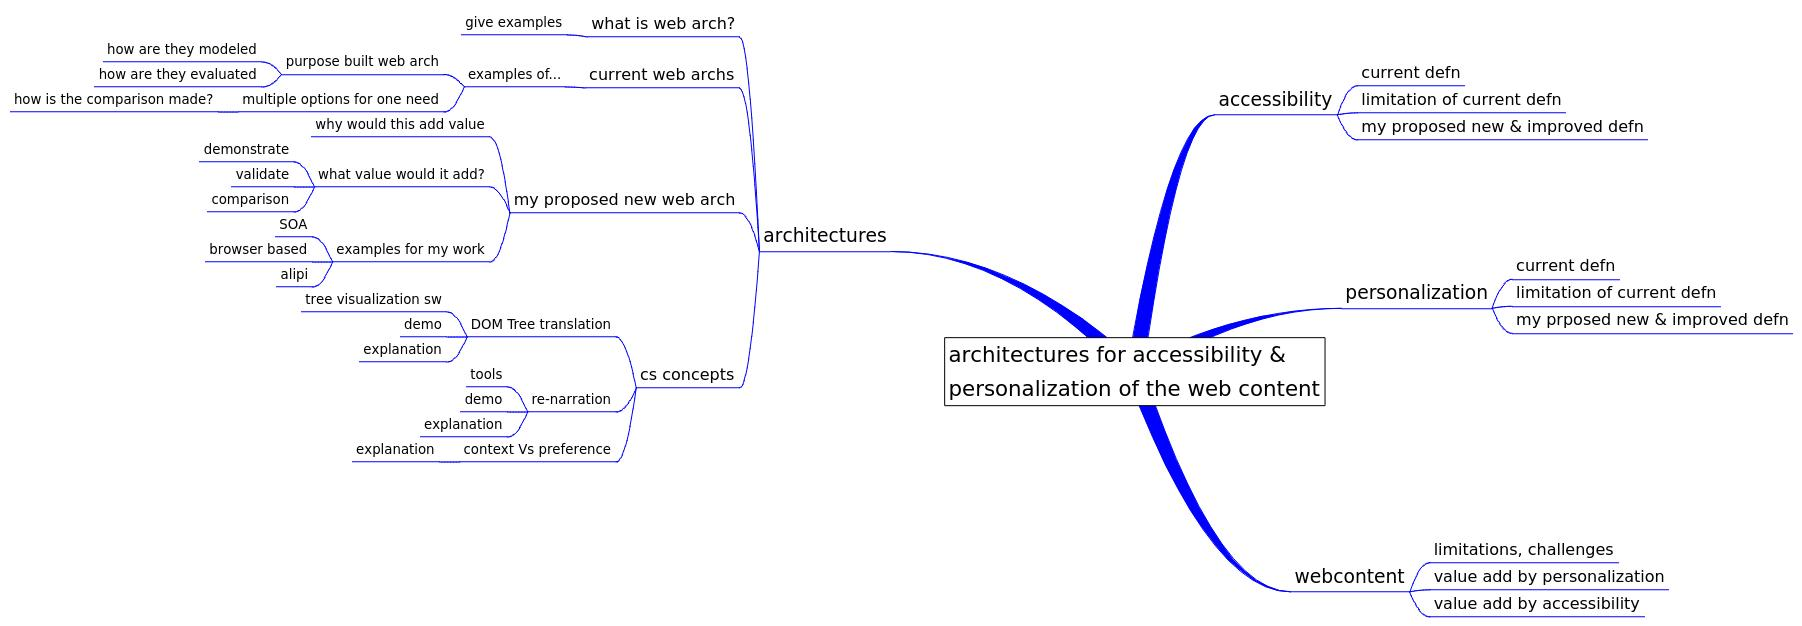 architectures for accessibility &
personalization of the web content
architectures
what is web arch?
give examples
current web archs
examples of...
purpose built web arch
how are they modeled
how are they evaluated
multiple options for one need
how is the comparison made?
my proposed new web arch
why would this add value
what value would it add?
demonstrate
validate
comparison
examples for my work
SOA
browser based
alipi
cs concepts
DOM Tree translation
tree visualization sw
demo
explanation
re-narration
tools
demo
explanation
context Vs preference
explanation
accessibility
current defn
limitation of current defn
my proposed new & improved defn
personalization
current defn
limitation of current defn
my prposed new & improved defn
webcontent
limitations, challenges
value add by personalization
value add by accessibility